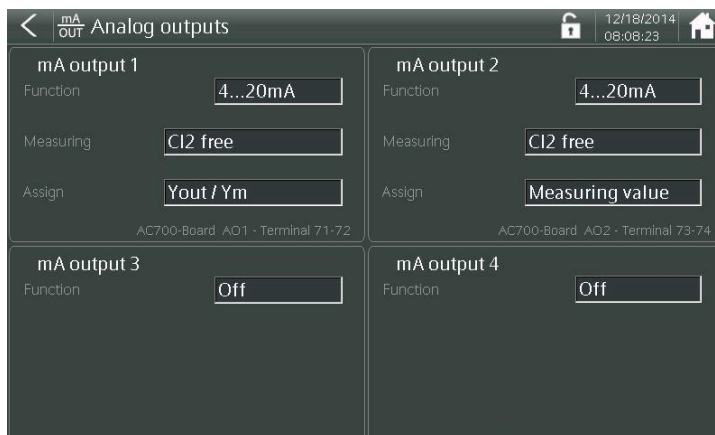 mA
OUT Analog outputs
12/18/2014
08:08:23
mA output 1
Function 4...20mA
Measuring Cl2 free
Assign Yout / Ym
AC700-Board AO1 - Terminal 71-72
mA output 2
Function 4...20mA
Measuring Cl2 free
Assign Measuring value
AC700-Board AO2 - Terminal 73-74
mA output 3
Function Off
mA output 4
Function Off